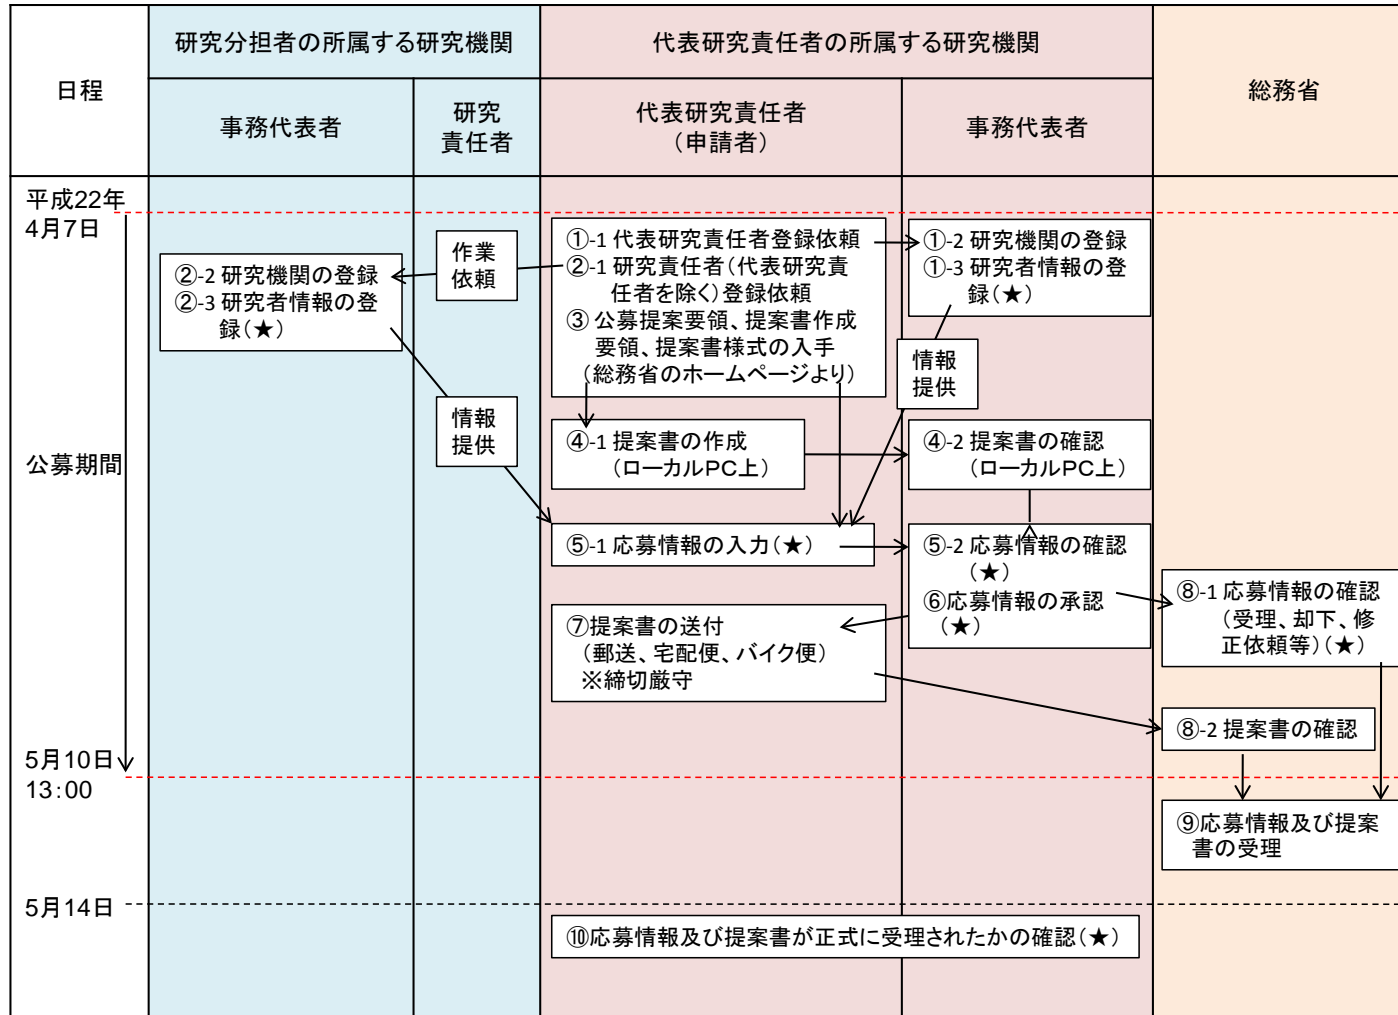 日程
研究分担者の所属する研究機関
代表研究責任者の所属する研究機関
総務省
事務代表者
研究
責任者
代表研究責任者
（申請者）
事務代表者
平成22年
4月7日
公募期間
5月10日
13:00
5月14日
作業
依頼
②-2 研究機関の登録
②-3 研究者情報の登
録（★）
情報
提供
①-1 代表研究責任者登録依頼
②-1 研究責任者（代表研究責
任者を除く）登録依頼
③ 公募提案要領、提案書作成
要領、提案書様式の入手
（総務省のホームページより）
①-2 研究機関の登録
①-3 研究者情報の登
録（★）
情報
提供
④-1 提案書の作成
（ローカルPC上）
④-2 提案書の確認
（ローカルPC上）
⑤-1 応募情報の入力（★）
⑤-2 応募情報の確認
（★）
⑥応募情報の承認
（★）
⑦提案書の送付
（郵送、宅配便、バイク便）
※締切厳守
⑧-1 応募情報の確認
（受理、却下、修
正依頼等）（★）
⑧-2 提案書の確認
⑨応募情報及び提案
書の受理
⑩応募情報及び提案書が正式に受理されたかの確認（★）